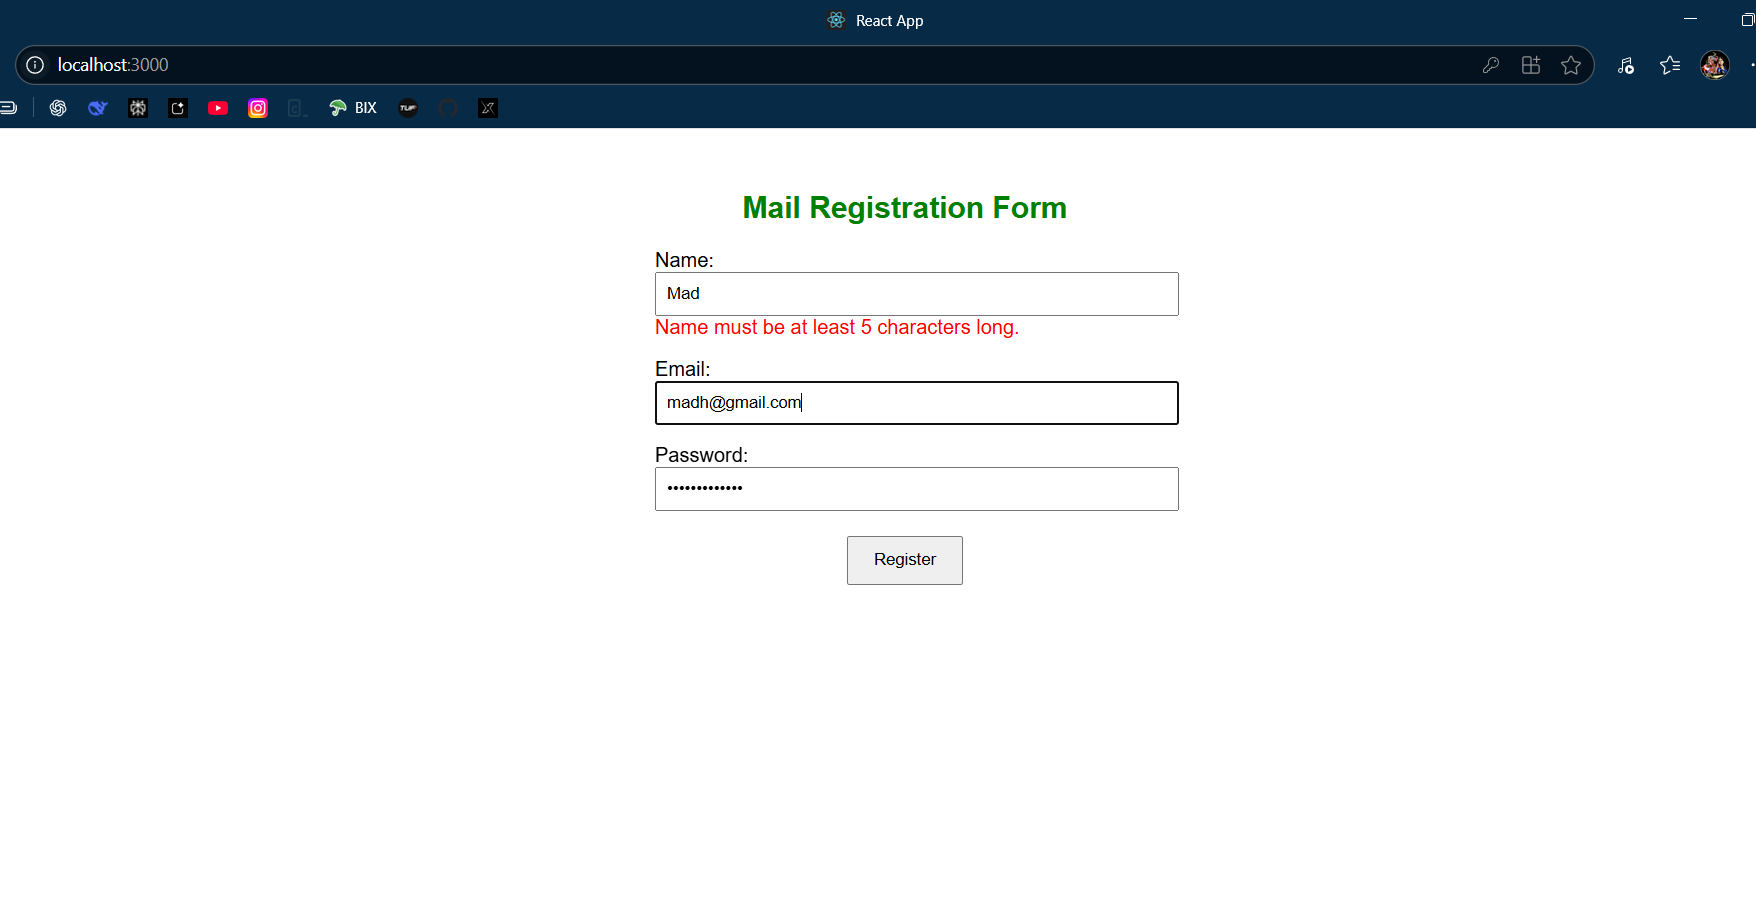 React App
localhost:3000
BIX
TUF
Mail Registration Form
Name:
Mad
Name must be at least 5 characters long.
Email:
madh@gmail.com
Password:
•••••••••••••
Register